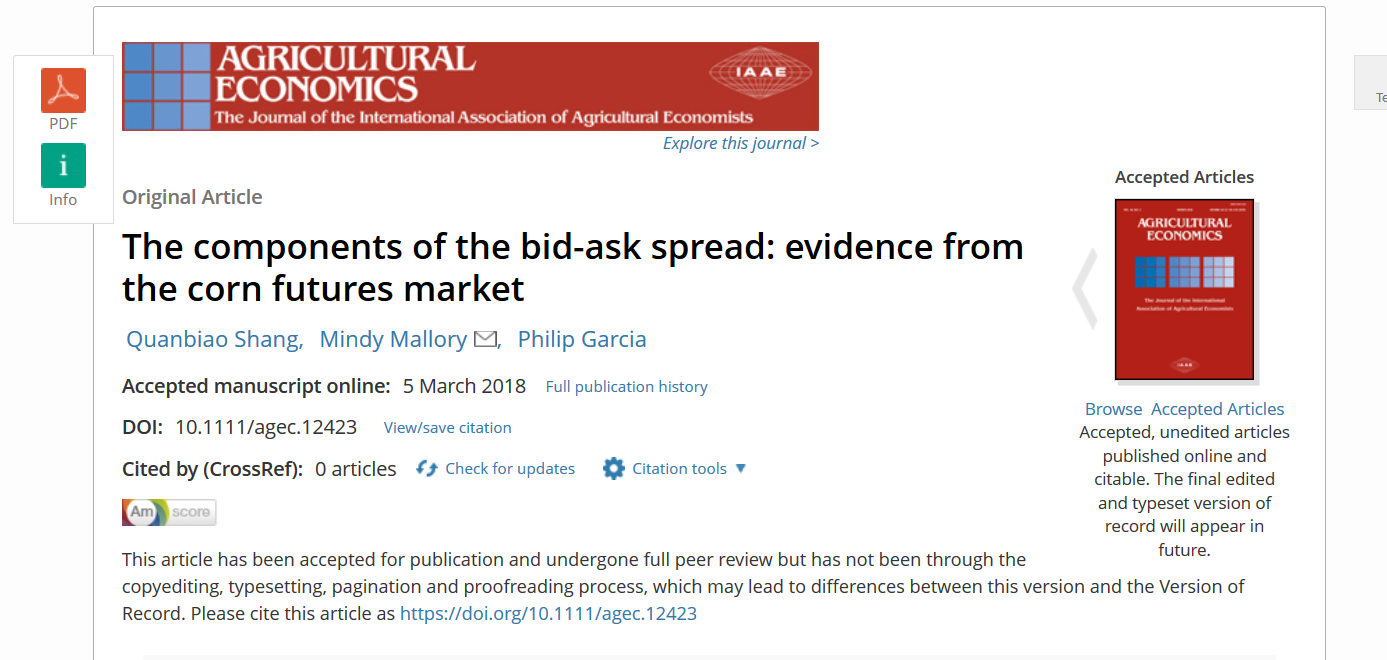 AGRICULTURAL
ECONOMICS
IAAE
The Journal of the International Association of Agricultural Economists
Explore this journal >
PDF
i
Info
Te
Original Article
The components of the bid-ask spread: evidence from
the corn futures market
Quanbiao Shang, Mindy Mallory, Philip Garcia
Accepted manuscript online: 5 March 2018 Full publication history
DOI: 10.1111/agec.12423 View/save citation
Cited by (CrossRef): 0 articles Check for updates Citation tools ▼
Am score
This article has been accepted for publication and undergone full peer review but has not been through the
copyediting, typesetting, pagination and proofreading process, which may lead to differences between this version and the Version of
Record. Please cite this article as https://doi.org/10.1111/agec.12423
Accepted Articles
AGRICULTURAL
ECONOMICS
The Journal of the International
Association of Agricultural Economists
IAAE
Browse Accepted Articles
Accepted, unedited articles
published online and
citable. The final edited
and typeset version of
record will appear in
future.